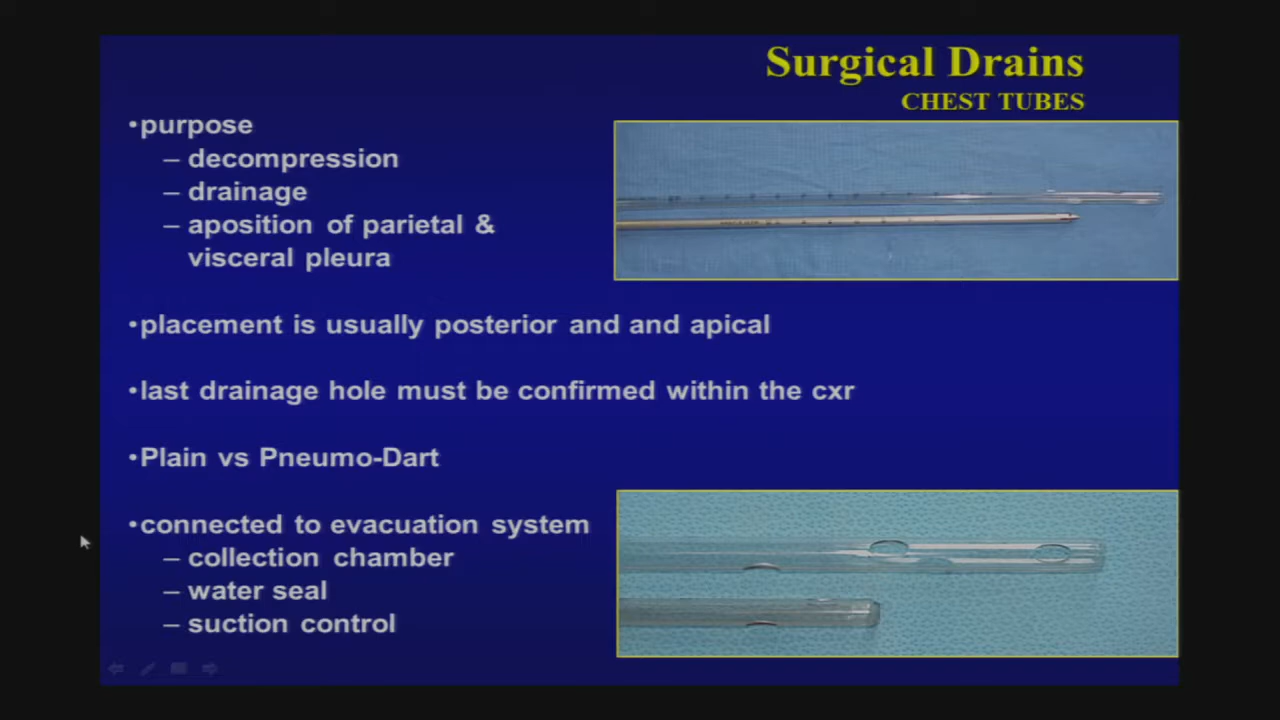 Surgical Drains
CHEST TUBES
•purpose
– decompression
– drainage
– aposition of parietal &
visceral pleura
•placement is usually posterior and and apical
•last drainage hole must be confirmed within the cxr
•Plain vs Pneumo-Dart
•connected to evacuation system
– collection chamber
– water seal
– suction control